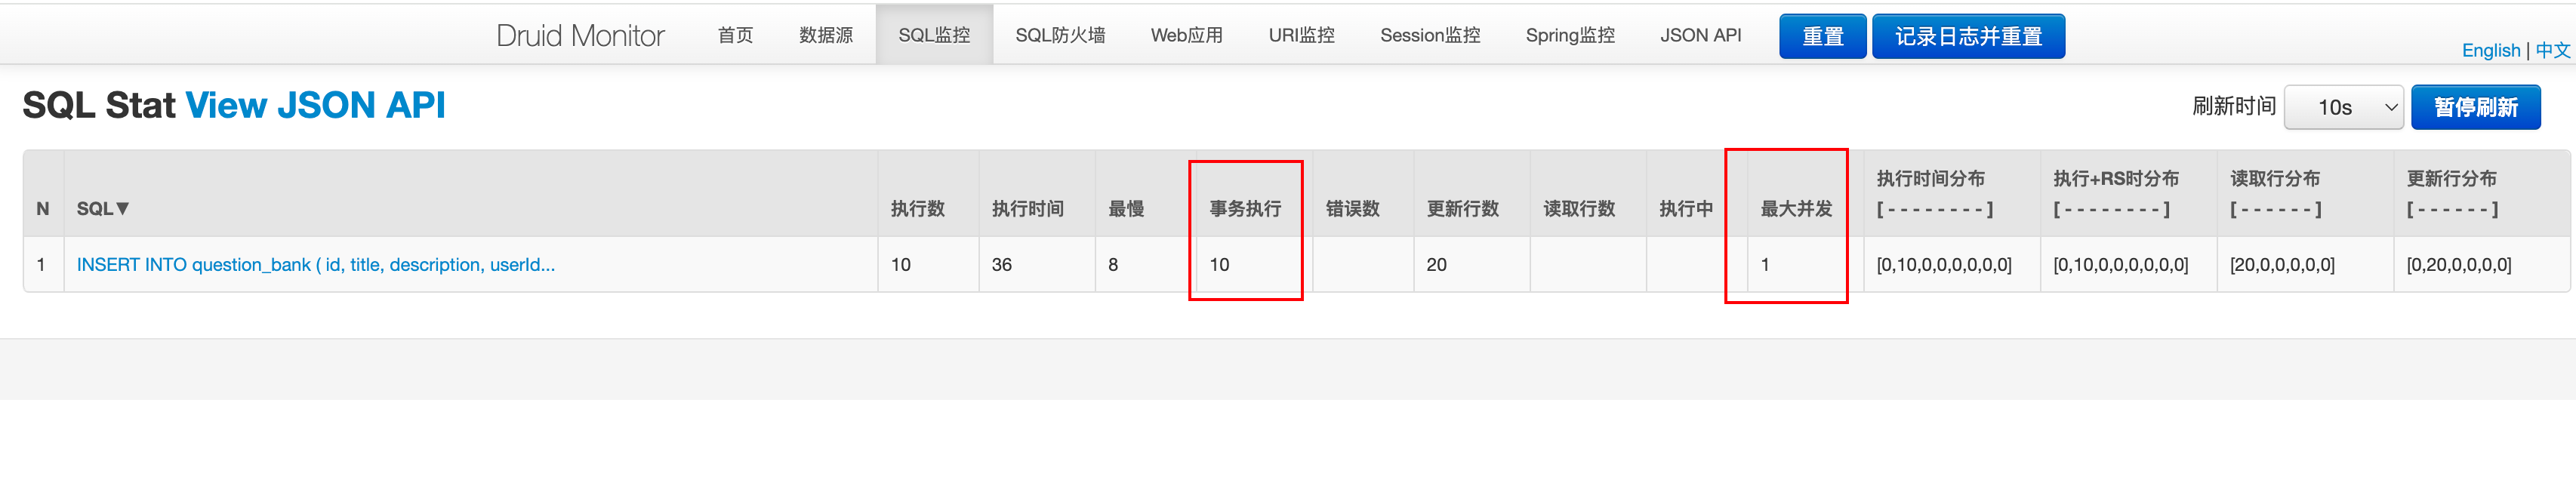 Druid Monitor 首页 数据源 SQL监控 SQL防火墙 Web应用 URI监控 Session监控 Spring监控 JSON API 重置 记录日志并重置
English | 中文
SQL Stat View JSON API 刷新时间 10s 暂停刷新
N SQL▼ 执行数 执行时间 最慢 事务执行 错误数 更新行数 读取行数 执行中 最大并发 执行时间分布 [ - - - - - - - - ] 执行+RS时分布 [ - - - - - - - - ] 读取行分布 [ - - - - - - ] 更新行分布 [ - - - - - - ]
1 INSERT INTO question_bank ( id, title, description, userId... 10 36 8 10 20 1 [0,10,0,0,0,0,0,0] [0,10,0,0,0,0,0,0] [20,0,0,0,0,0] [0,20,0,0,0,0]